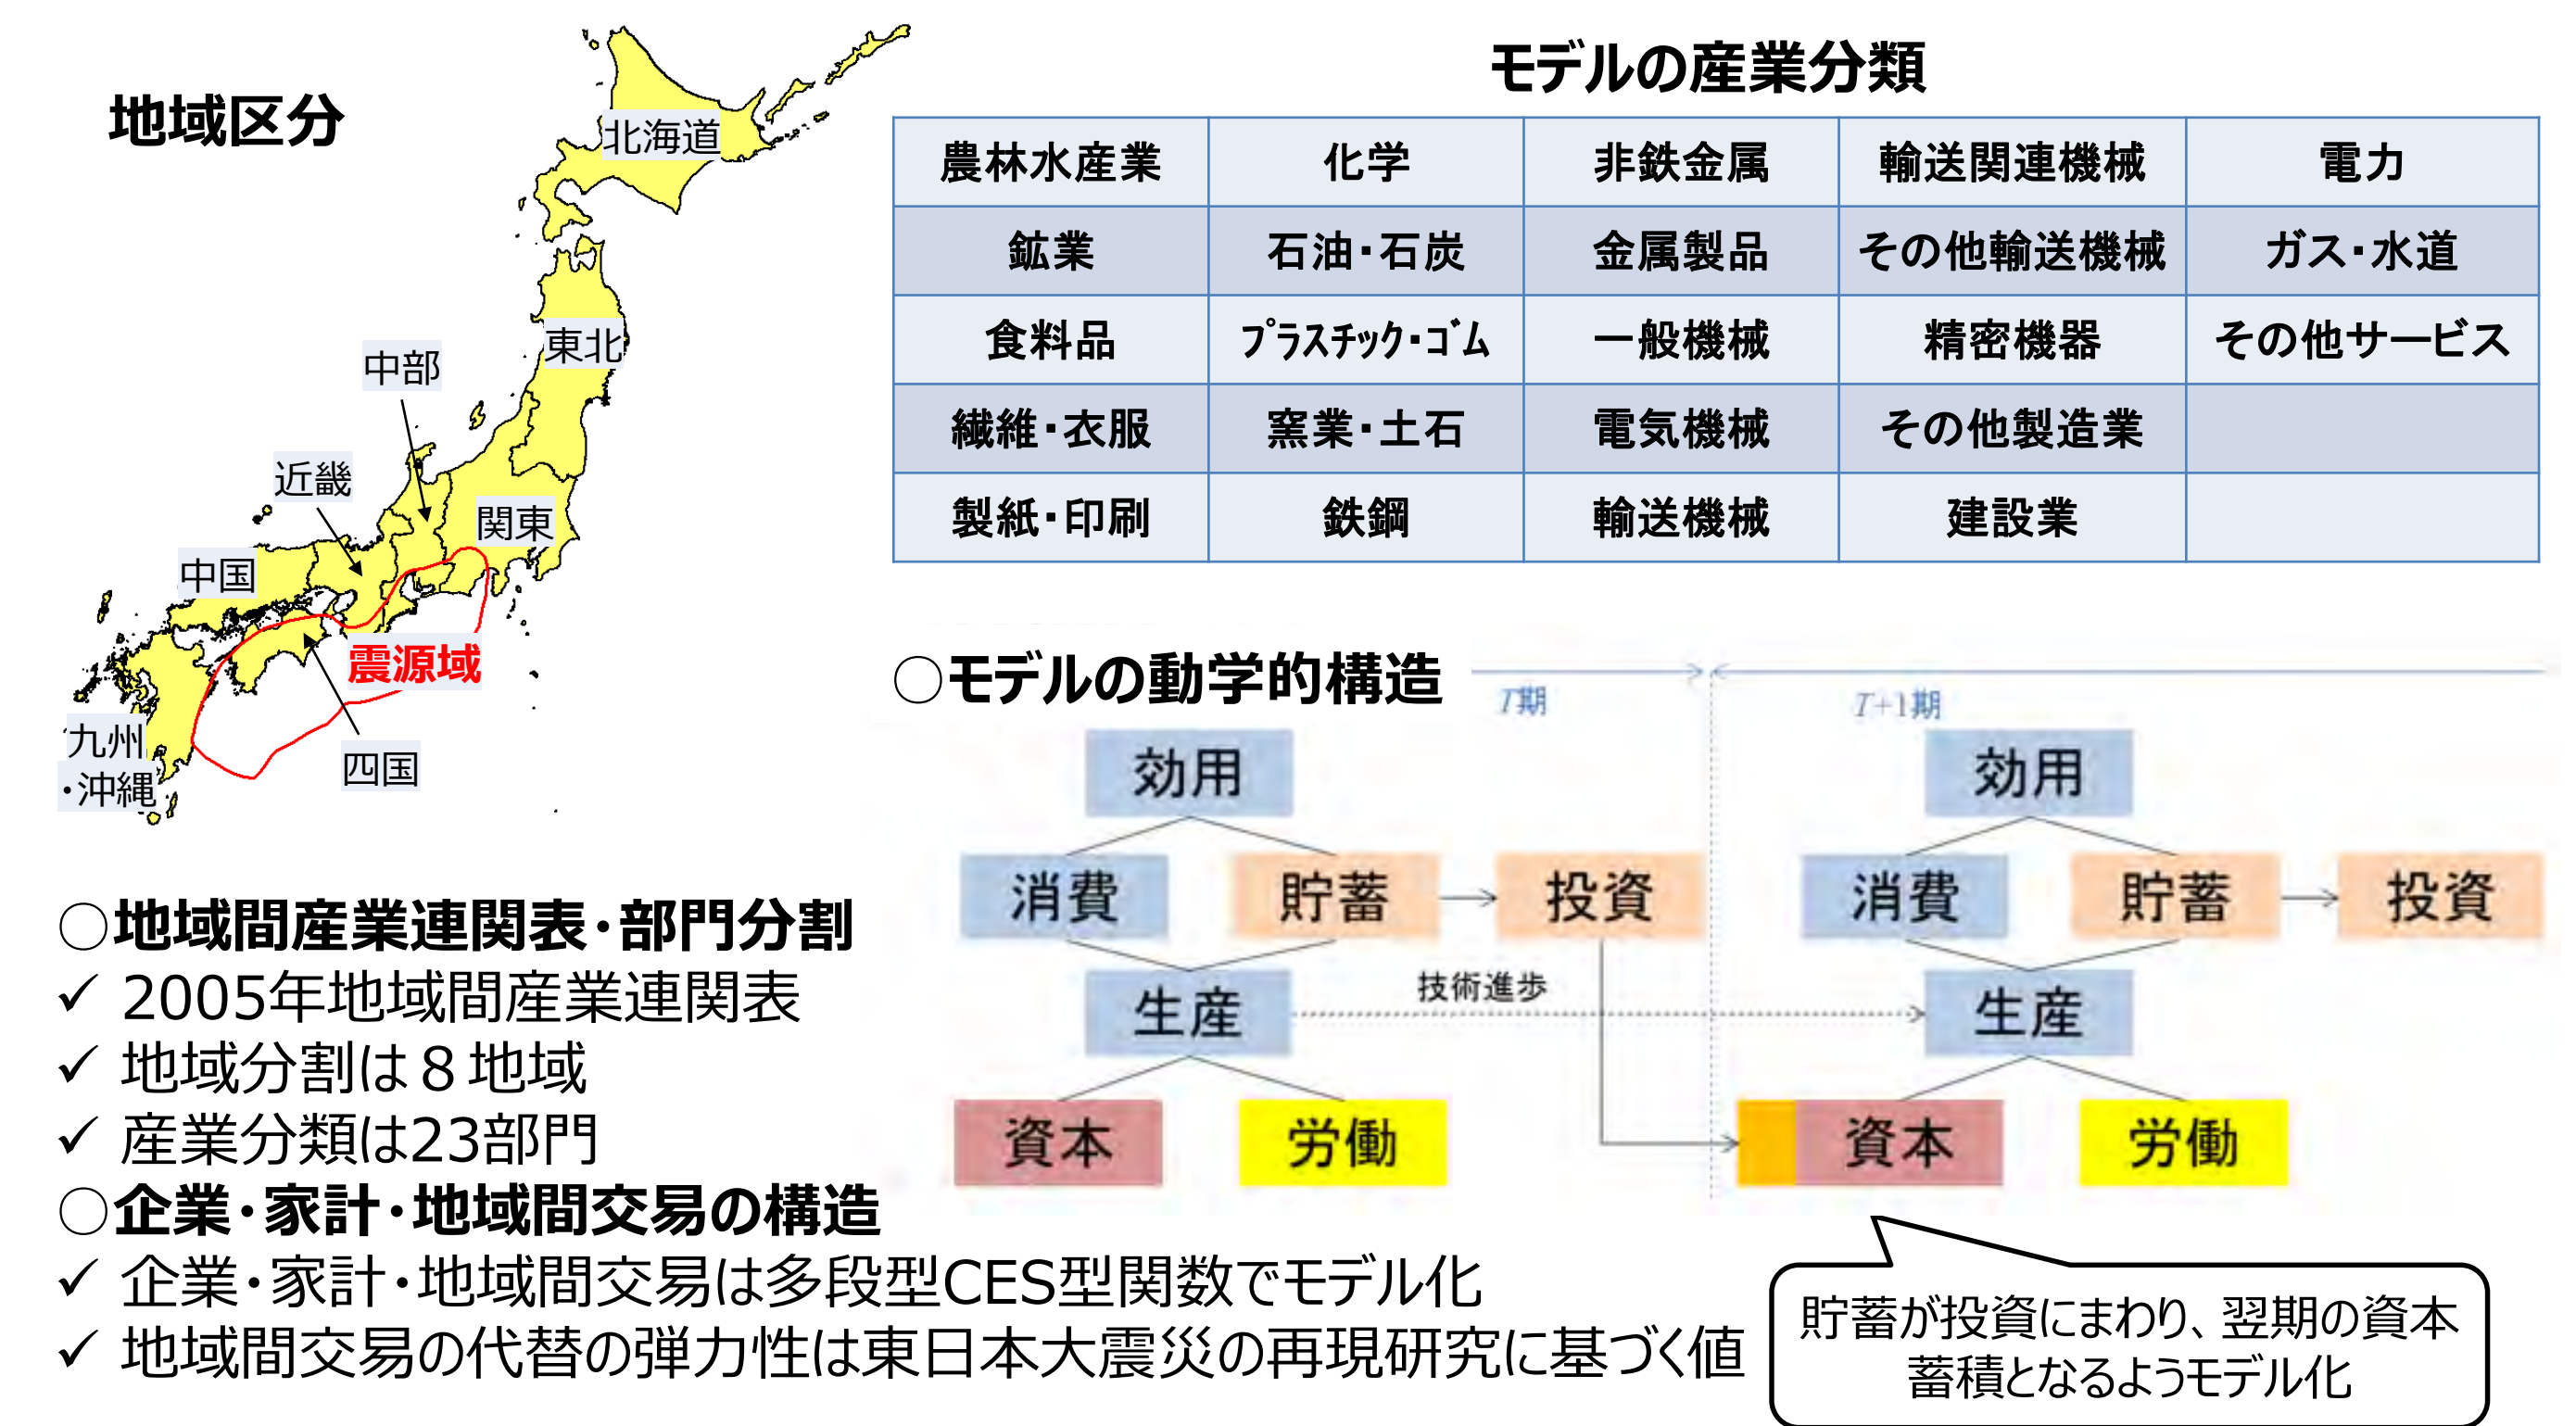 地域区分
北海道
東北
中部
近畿
関東
中国
震源域
九州
・沖縄
四国
モデルの産業分類
農林水産業 化学 非鉄金属 輸送関連機械 電力
鉱業 石油・石炭 金属製品 その他輸送機械 ガス・水道
食料品 プラスチック・ゴム 一般機械 精密機器 その他サービス
繊維・衣服 窯業・土石 電気機械 その他製造業
製紙・印刷 鉄鋼 輸送機械 建設業
○モデルの動学的構造
T期 T+1期
効用 効用
消費 貯蓄 投資 消費 貯蓄 投資
技術進歩
生産 生産
資本 労働 資本 労働
貯蓄が投資にまわり、翌期の資本
蓄積となるようモデル化
○地域間産業連関表・部門分割
✓ 2005年地域間産業連関表
✓ 地域分割は８地域
✓ 産業分類は23部門
○企業・家計・地域間交易の構造
✓ 企業・家計・地域間交易は多段型CES型関数でモデル化
✓ 地域間交易の代替の弾力性は東日本大震災の再現研究に基づく値